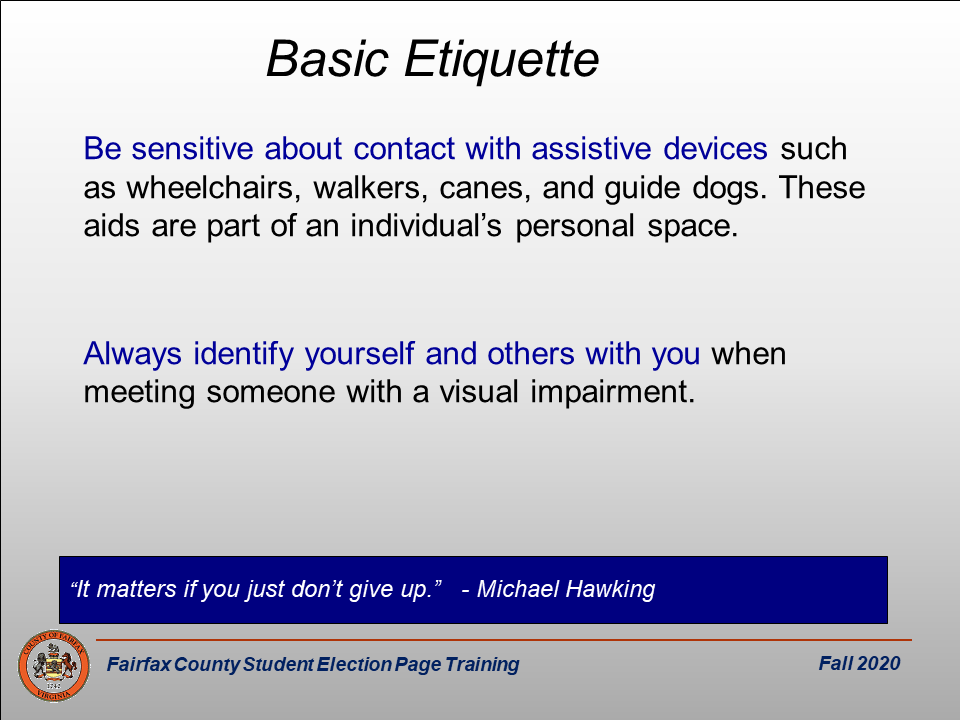 Basic Etiquette
Be sensitive about contact with assistive devices such
as wheelchairs, walkers, canes, and guide dogs. These
aids are part of an individual’s personal space.
Always identify yourself and others with you when
meeting someone with a visual impairment.
“It matters if you just don’t give up.” - Michael Hawking
COUNTY OF FAIRFAX
1742
VIRGINIA
Fairfax County Student Election Page Training
Fall 2020